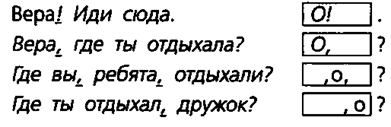 Вера! Иди сюда. О! .
Вера, где ты отдыхала? О, ?
Где вы, ребята, отдыхали? ,о, ?
Где ты отдыхал, дружок? ,о ?